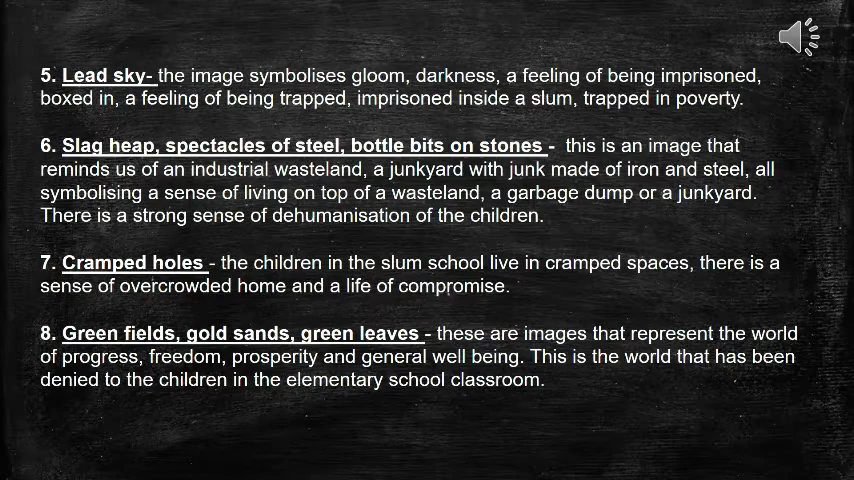 5. Lead sky- the image symbolises gloom, darkness, a feeling of being imprisoned,
boxed in, a feeling of being trapped, imprisoned inside a slum, trapped in poverty.
6. Slag heap, spectacles of steel, bottle bits on stones - this is an image that
reminds us of an industrial wasteland, a junkyard with junk made of iron and steel, all
symbolising a sense of living on top of a wasteland, a garbage dump or a junkyard.
There is a strong sense of dehumanisation of the children.
7. Cramped holes - the children in the slum school live in cramped spaces, there is a
sense of overcrowded home and a life of compromise.
8. Green fields, gold sands, green leaves - these are images that represent the world
of progress, freedom, prosperity and general well being. This is the world that has been
denied to the children in the elementary school classroom.